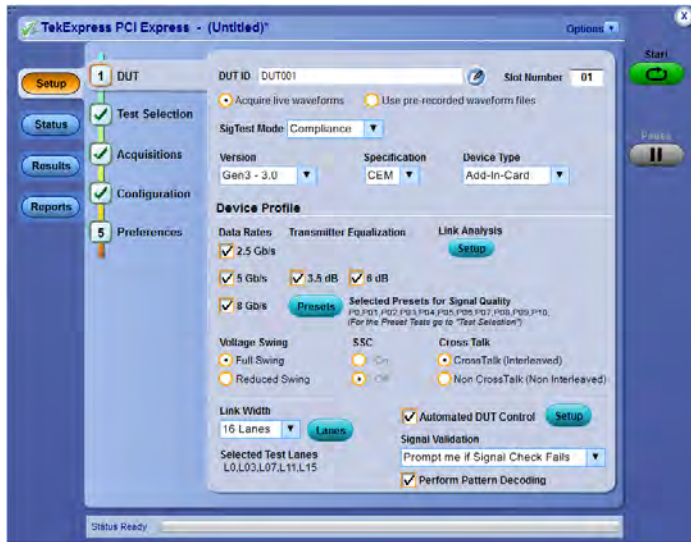 TekExpress PCI Express - (Untitled)*
Options
x
Start
Setup
Status
Results
Reports
Pause
1 DUT
Test Selection
Acquisitions
Configuration
5 Preferences
DUT ID DUT001
Slot Number 01
Acquire live waveforms
Use pre-recorded waveform files
SigTest Mode Compliance
Version Specification Device Type
Gen3 - 3.0 CEM Add-In-Card
Device Profile
Data Rates Transmitter Equalization Link Analysis
2.5 Gb/s
Setup
5 Gb/s 3.5 dB 6 dB
8 Gb/s Presets
Selected Presets for Signal Quality
P0,P01,P02,P03,P04,P05,P06,P07,P08,P09,P10,
(For the Preset Tests go to "Test Selection")
Voltage Swing SSC Cross Talk
Full Swing On CrossTalk (Interleaved)
Reduced Swing Off Non CrossTalk (Non Interleaved)
Link Width
16 Lanes Lanes
Selected Test Lanes
L0,L03,L07,L11,L15
Automated DUT Control Setup
Signal Validation
Prompt me if Signal Check Fails
Perform Pattern Decoding
Status Ready